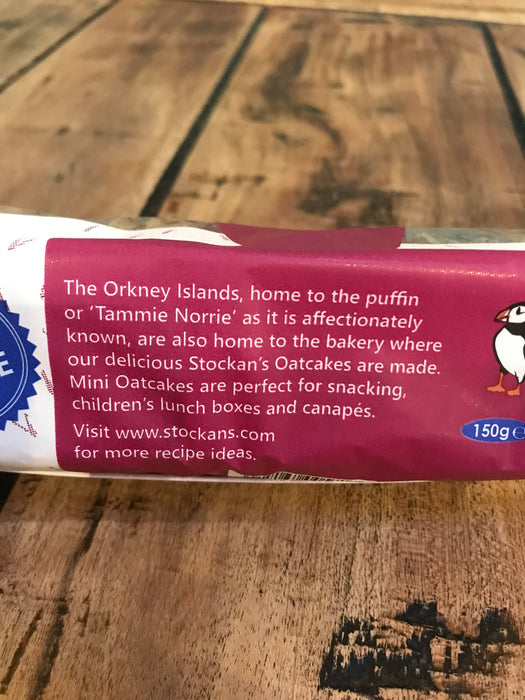 The Orkney Islands, home to the puffin
or 'Tammie Norrie' as it is affectionately
known, are also home to the bakery where
our delicious Stockan's Oatcakes are made.
Mini Oatcakes are perfect for snacking,
children's lunch boxes and canapés.
Visit www.stockans.com
for more recipe ideas.
150g